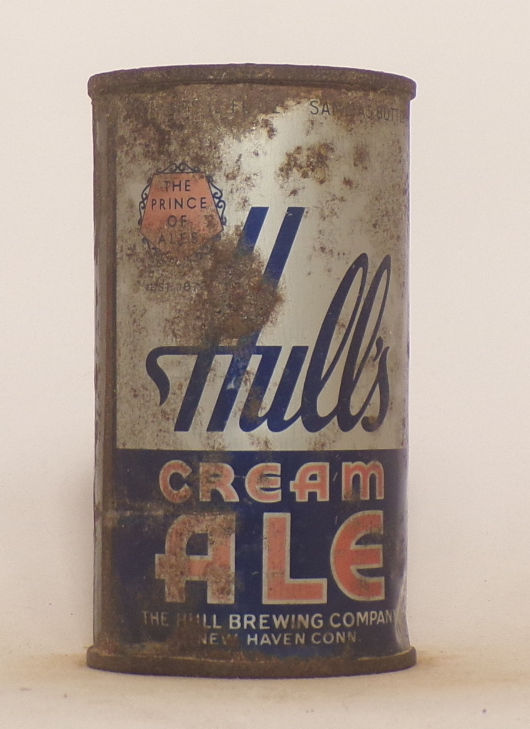 THE
PRINCE
OF
ALES
Hull's
CREAM
ALE
THE HULL BREWING COMPANY
NEW HAVEN CONN.